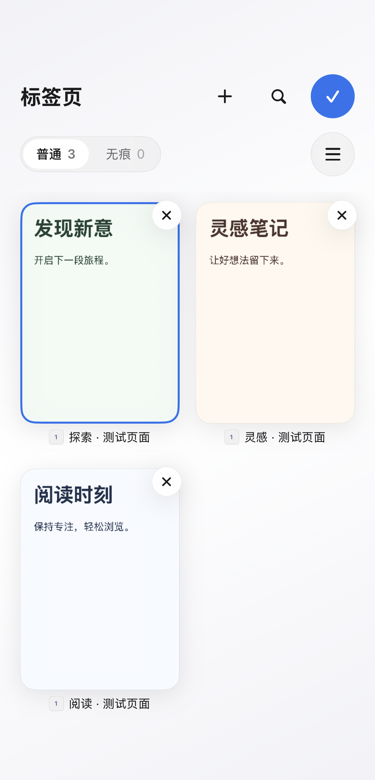 标签页
普通 3 无痕 0
发现新意
开启下一段旅程。
1 探索 · 测试页面
灵感笔记
让好想法留下来。
1 灵感 · 测试页面
阅读时刻
保持专注，轻松浏览。
1 阅读 · 测试页面